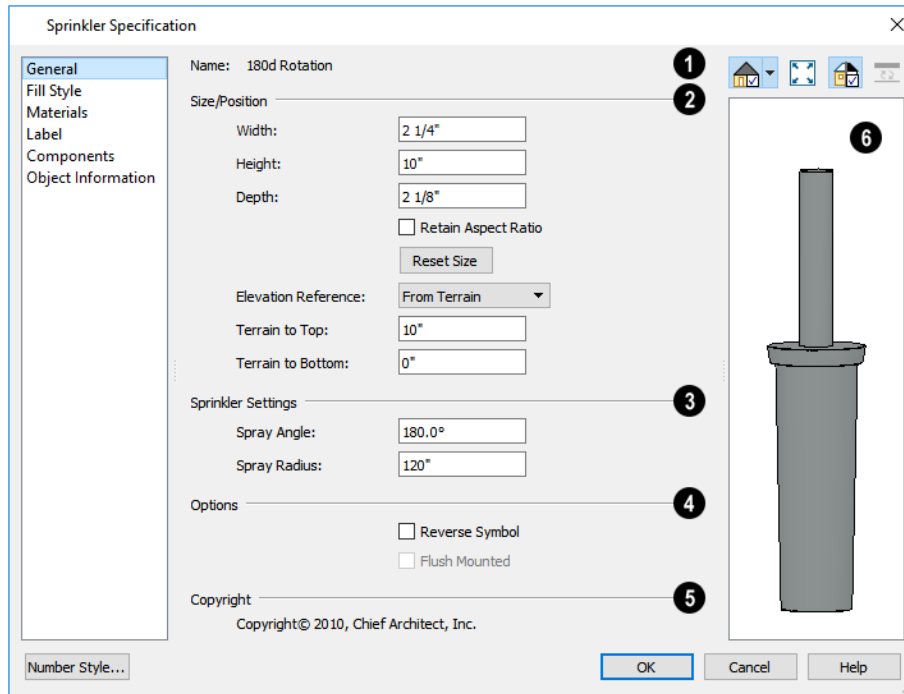 Sprinkler Specification
General
Fill Style
Materials
Label
Components
Object Information
Name: 180d Rotation
1
Size/Position
2
Width: 2 1/4"
Height: 10"
Depth: 2 1/8"
Retain Aspect Ratio
Reset Size
Elevation Reference: From Terrain
Terrain to Top: 10"
Terrain to Bottom: 0"
Sprinkler Settings
3
Spray Angle: 180.0°
Spray Radius: 120"
Options
4
Reverse Symbol
Flush Mounted
Copyright
5
Copyright© 2010, Chief Architect, Inc.
6
Number Style...
OK
Cancel
Help